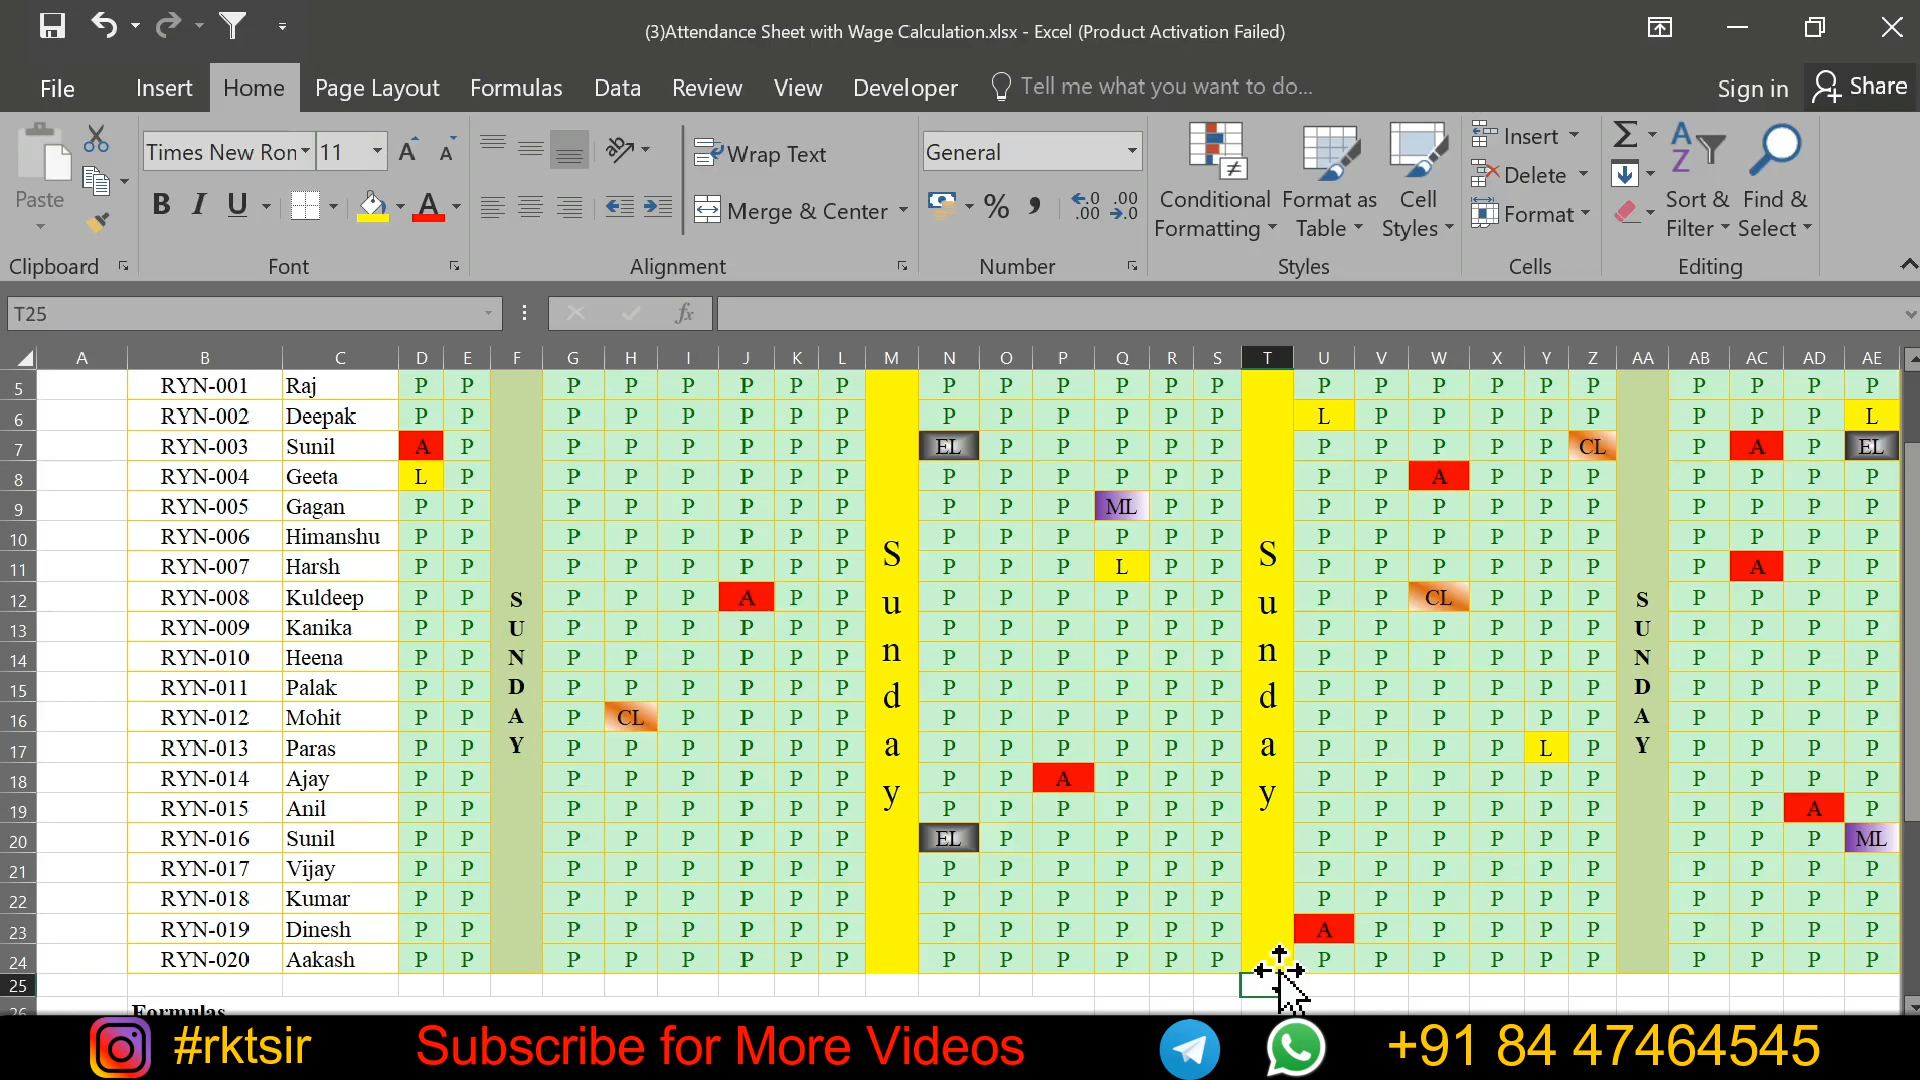 (3)Attendance Sheet with Wage Calculation.xlsx - Excel (Product Activation Failed)
File Insert Home Page Layout Formulas Data Review View Developer Tell me what you want to do... Sign in Share
Paste Times New Ron 11 Wrap Text General Conditional Formatting Format as Table Cell Styles Insert Delete Format Sort & Filter Find & Select
B I U A Merge & Center % , .0 .00 .00 .0
Clipboard Font Alignment Number Styles Cells Editing
T25 fx
A B C D E F G H I J K L M N O P Q R S T U V W X Y Z AA AB AC AD AE
5 RYN-001 Raj P P P P P P P P P P P P P P P P P P P P P P P P
6 RYN-002 Deepak P P P P P P P P P P P P P P L P P P P P P P P L
7 RYN-003 Sunil A P P P P P P P EL P P P P P P P P P P CL P A P EL
8 RYN-004 Geeta L P P P P P P P P P P P P P P P A P P P P P P P
9 RYN-005 Gagan P P P P P P P P P P P ML P P P P P P P P P P P P
10 RYN-006 Himanshu P P P P P P P P P P P P P P P P P P P P P P P P
11 RYN-007 Harsh P P P P P P P P P P P L P P P P P P P P P A P P
12 RYN-008 Kuldeep P P P P P A P P P P P P P P P P CL P P P P P P P
13 RYN-009 Kanika P P P P P P P P P P P P P P P P P P P P P P P P
14 RYN-010 Heena P P P P P P P P P P P P P P P P P P P P P P P P
15 RYN-011 Palak P P P P P P P P P P P P P P P P P P P P P P P P
16 RYN-012 Mohit P P P CL P P P P P P P P P P P P P P P P P P P P
17 RYN-013 Paras P P P P P P P P P P P P P P P P P P L P P P P P
18 RYN-014 Ajay P P P P P P P P P P A P P P P P P P P P P P P P
19 RYN-015 Anil P P P P P P P P P P P P P P P P P P P P P P A P
20 RYN-016 Sunil P P P P P P P P EL P P P P P P P P P P P P P P ML
21 RYN-017 Vijay P P P P P P P P P P P P P P P P P P P P P P P P
22 RYN-018 Kumar P P P P P P P P P P P P P P P P P P P P P P P P
23 RYN-019 Dinesh P P P P P P P P P P P P P P A P P P P P P P P P
24 RYN-020 Aakash P P P P P P P P P P P P P P P P P P P P P P P P
SUNDAY
Sunday
Sunday
SUNDAY
25
26 Formulas
#rktsir Subscribe for More Videos +91 84 47464545